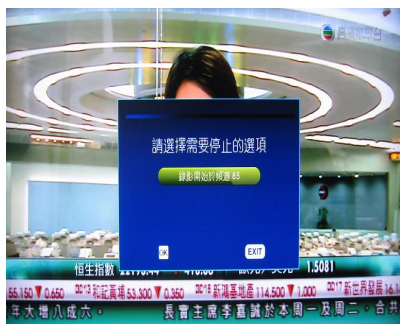 請選擇需要停止的選項
錄影開始於頻道 85
OK
EXIT
恒生指數
1.5081
55.150 ▼ 0.650 0013 和記黃埔 53.300 ▼ 0.350 0016 新鴻基地產 114.500 ▼ 1.000 0017 新世界發展 16.1
年大增八成六。 長實主席李嘉誠於本周一及周二，合共